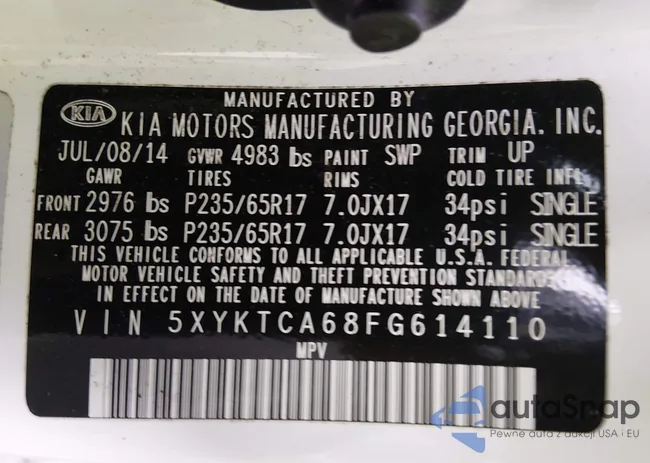 MANUFACTURED BY
KIA KIA MOTORS MANUFACTURING GEORGIA, INC.
JUL/08/14 GVWR 4983 lbs PAINT SWP TRIM UP
GAWR TIRES RIMS COLD TIRE INFL.
FRONT 2976 lbs P235/65R17 7.0JX17 34psi SINGLE
REAR 3075 lbs P235/65R17 7.0JX17 34psi SINGLE
THIS VEHICLE CONFORMS TO ALL APPLICABLE U.S.A. FEDERAL
MOTOR VEHICLE SAFETY AND THEFT PREVENTION STANDARDS
IN EFFECT ON THE DATE OF MANUFACTURE SHOWN ABOVE
VIN 5XYKTCA68FG614110
MPV
autoSnap
Pewne auta z aukcji USA i EU